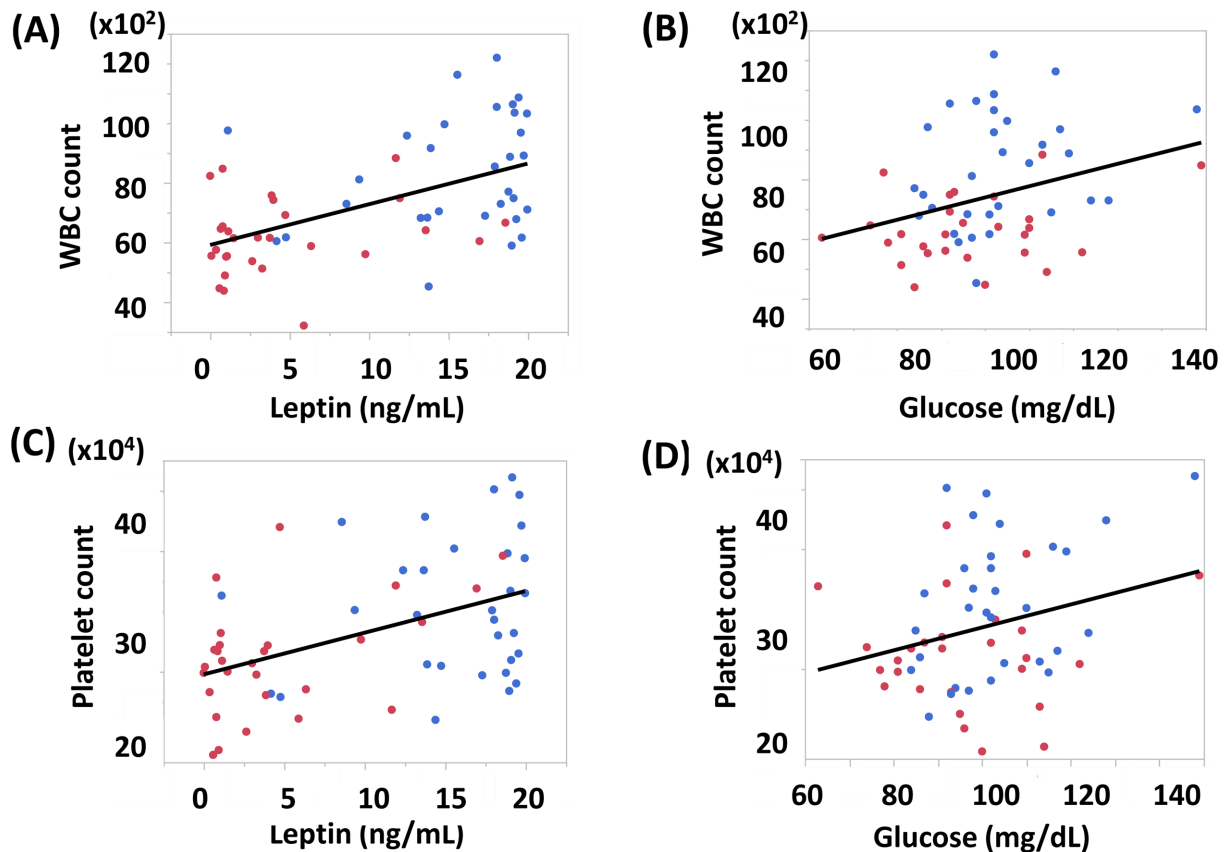 (A)
(x10²)
WBC count
120
100
80
60
40
0 5 10 15 20
Leptin (ng/mL)
(B)
(x10²)
WBC count
120
100
80
60
40
60 80 100 120 140
Glucose (mg/dL)
(C)
(x10⁴)
Platelet count
40
30
20
0 5 10 15 20
Leptin (ng/mL)
(D)
(x10⁴)
Platelet count
40
30
20
60 80 100 120 140
Glucose (mg/dL)